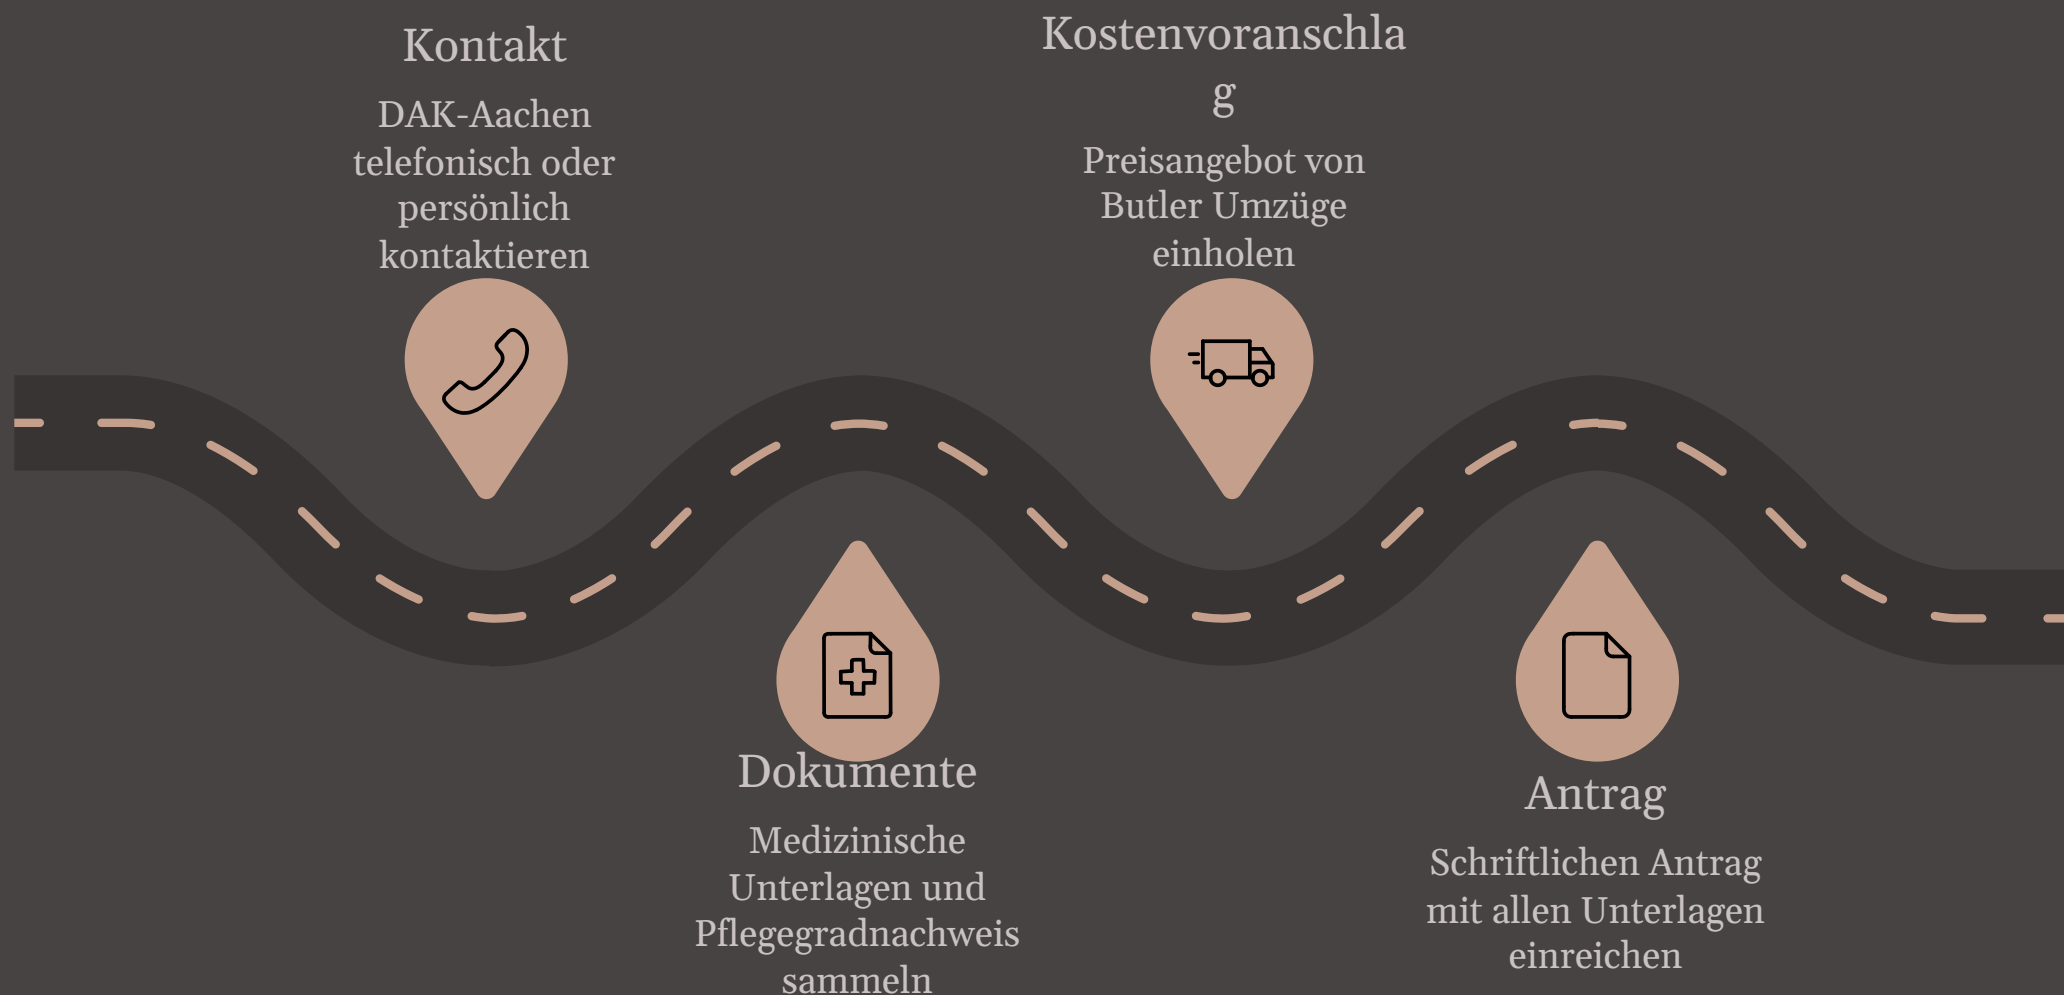 Kontakt
DAK-Aachen
telefonisch oder
persönlich
kontaktieren
Dokumente
Medizinische
Unterlagen und
Pflegegradnachweis
sammeln
Kostenvoranschla
g
Preisangebot von
Butler Umzüge
einholen
Antrag
Schriftlichen Antrag
mit allen Unterlagen
einreichen